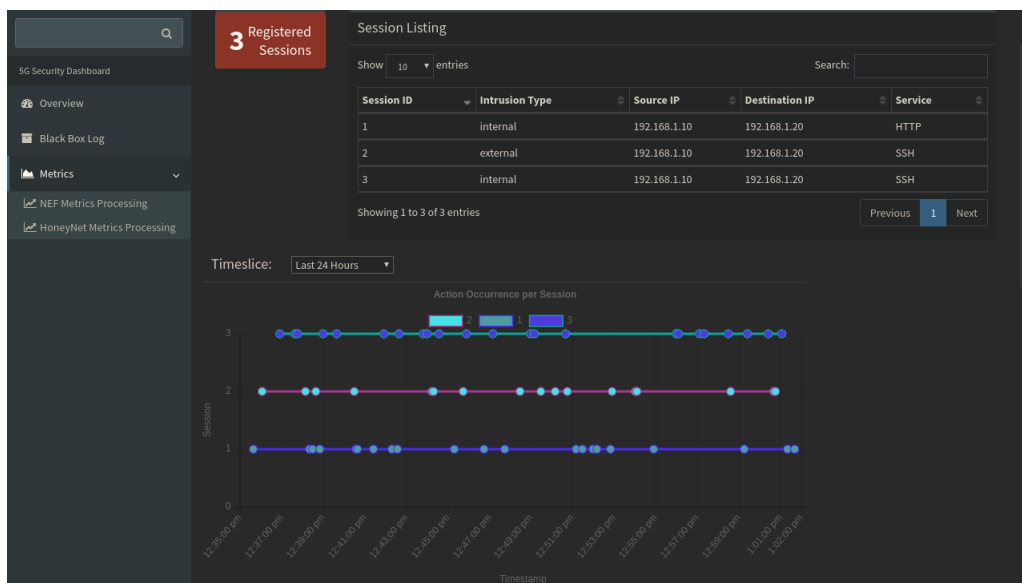 5G Security Dashboard
Overview
Black Box Log
Metrics
NEF Metrics Processing
HoneyNet Metrics Processing
3 Registered Sessions
Session Listing
Show 10 entries Search:
Session ID Intrusion Type Source IP Destination IP Service
1 internal 192.168.1.10 192.168.1.20 HTTP
2 external 192.168.1.10 192.168.1.20 SSH
3 internal 192.168.1.10 192.168.1.20 SSH
Showing 1 to 3 of 3 entries Previous 1 Next
Timeslice: Last 24 Hours
Action Occurrence per Session
2 1 3
3
2
1
0
Session
12:35:00 pm 12:37:00 pm 12:39:00 pm 12:41:00 pm 12:43:00 pm 12:45:00 pm 12:47:00 pm 12:49:00 pm 12:51:00 pm 12:53:00 pm 12:55:00 pm 12:57:00 pm 12:59:00 pm 1:01:00 pm 1:02:00 pm
Timestamp